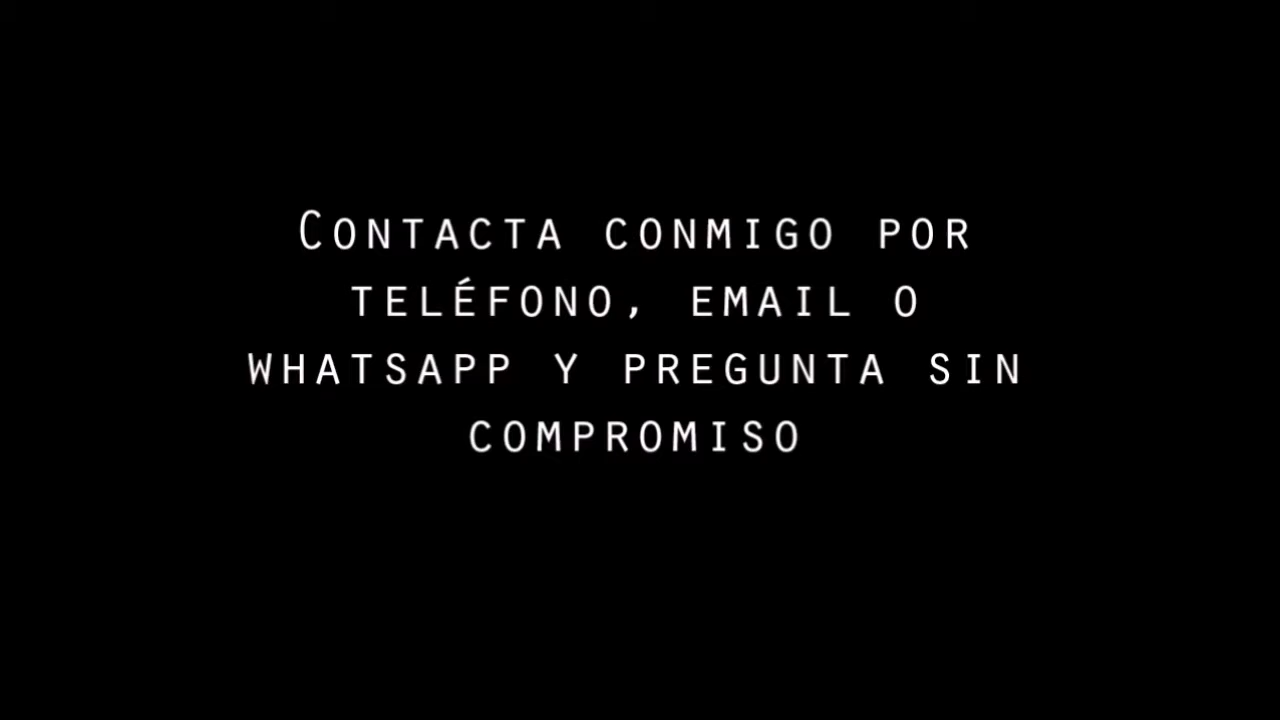 Contacta conmigo por
teléfono, email o
whatsapp y pregunta sin
compromiso